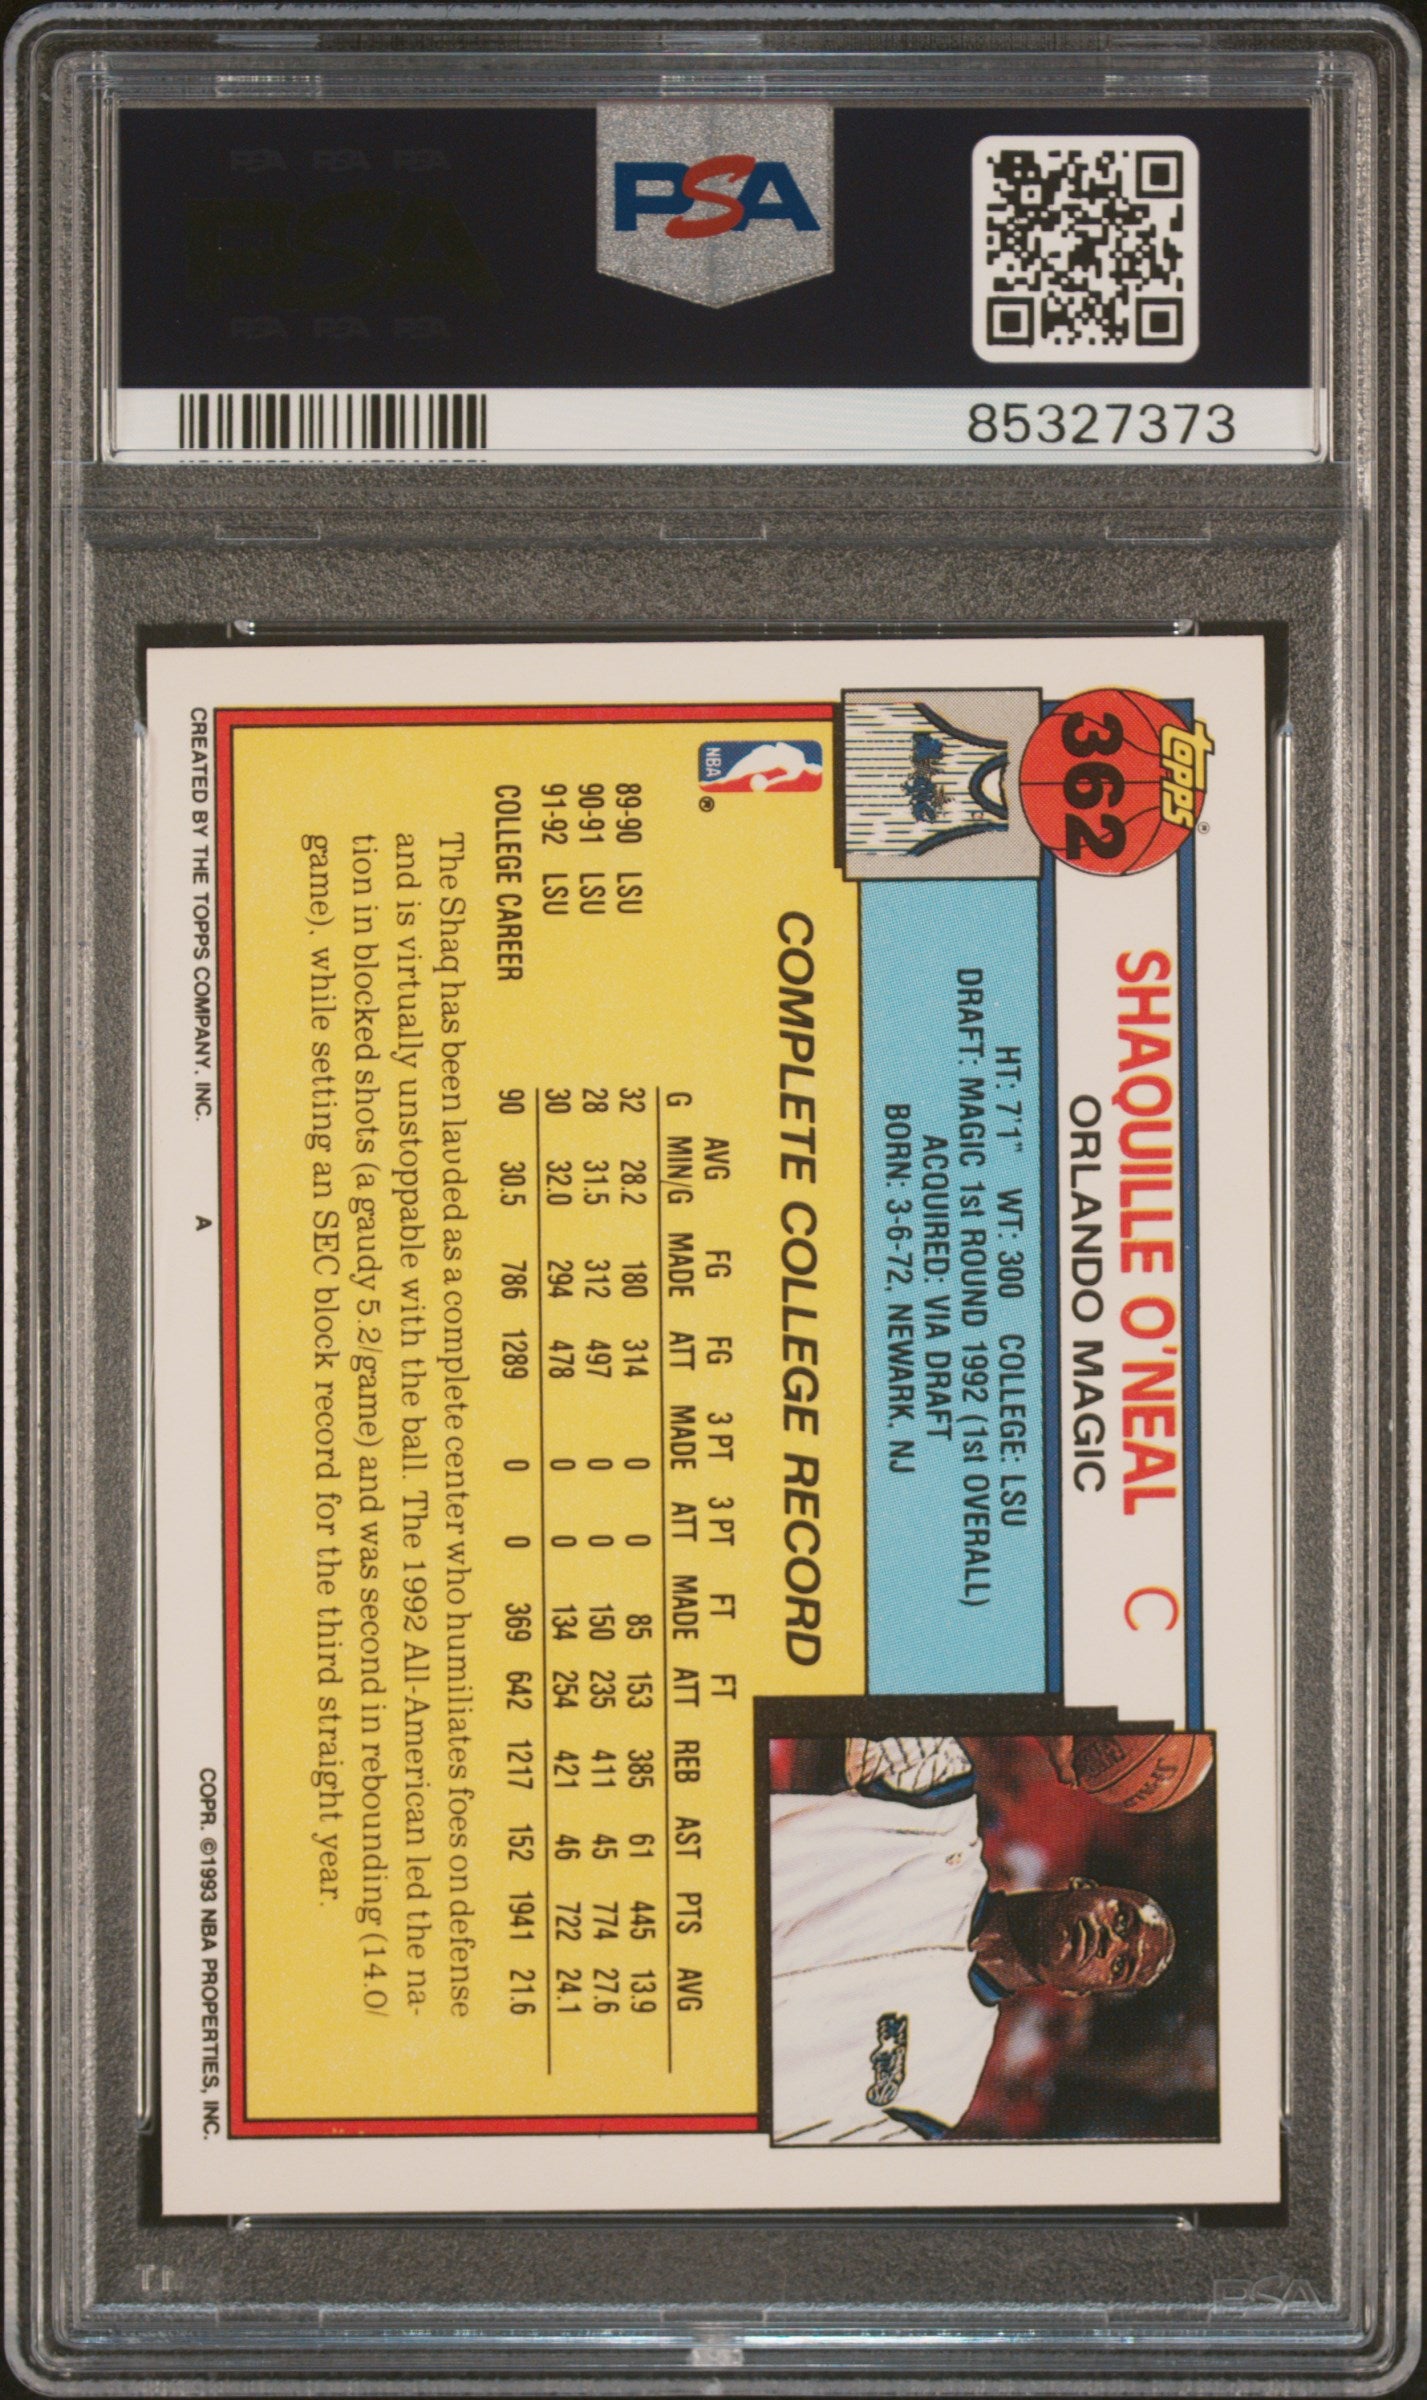 PSA PSA PSA
PSA
PSA PSA PSA
PSA
85327373
topps®
362
SHAQUILLE O'NEAL C
ORLANDO MAGIC
HT: 7'1" WT: 300 COLLEGE: LSU
DRAFT: MAGIC 1st ROUND 1992 (1st OVERALL)
ACQUIRED: VIA DRAFT
BORN: 3-6-72, NEWARK, NJ
NBA ®
COMPLETE COLLEGE RECORD
AVG FG FG 3 PT 3 PT FT FT
G MIN/G MADE ATT MADE ATT MADE ATT REB AST PTS AVG
89-90 LSU 32 28.2 180 314 0 0 85 153 385 61 445 13.9
90-91 LSU 28 31.5 312 497 0 0 150 235 411 45 774 27.6
91-92 LSU 30 32.0 294 478 0 0 134 254 421 46 722 24.1
COLLEGE CAREER 90 30.5 786 1289 0 0 369 642 1217 152 1941 21.6
The Shaq has been lauded as a complete center who humiliates foes on defense
and is virtually unstoppable with the ball. The 1992 All-American led the na-
tion in blocked shots (a gaudy 5.2/game) and was second in rebounding (14.0/
game), while setting an SEC block record for the third straight year.
CREATED BY THE TOPPS COMPANY, INC. A COPR. ©1993 NBA PROPERTIES, INC.
PSA